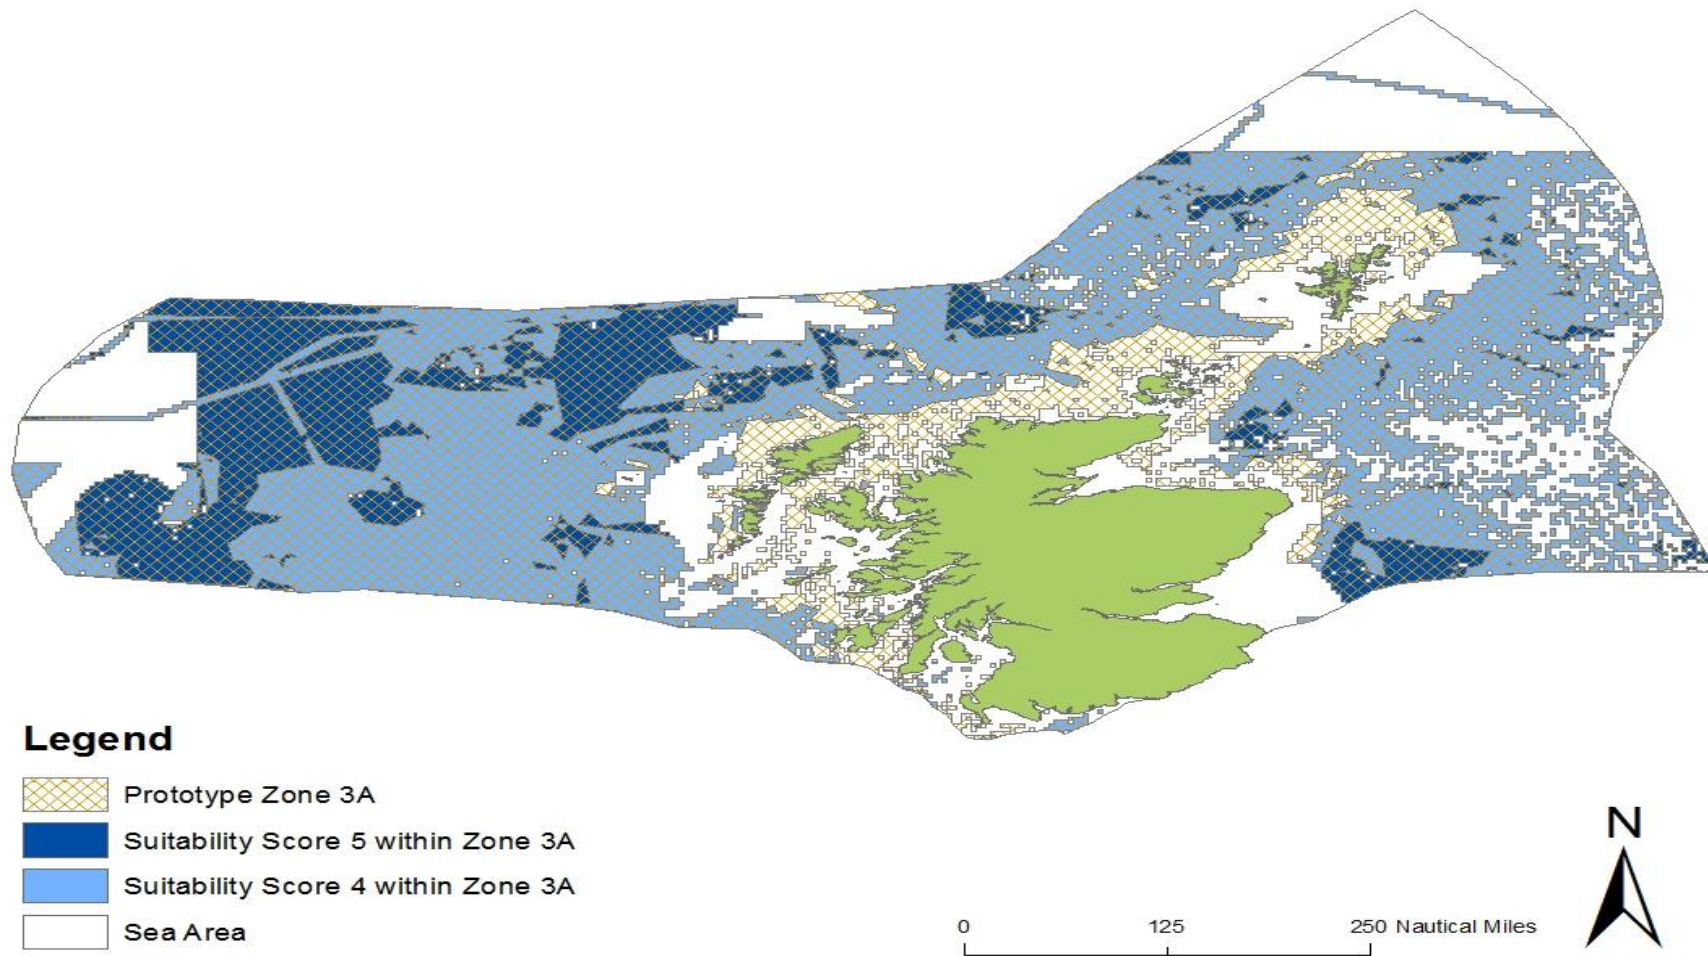 Legend
Prototype Zone 3A
Suitability Score 5 within Zone 3A
Suitability Score 4 within Zone 3A
Sea Area
0 125 250 Nautical Miles
N